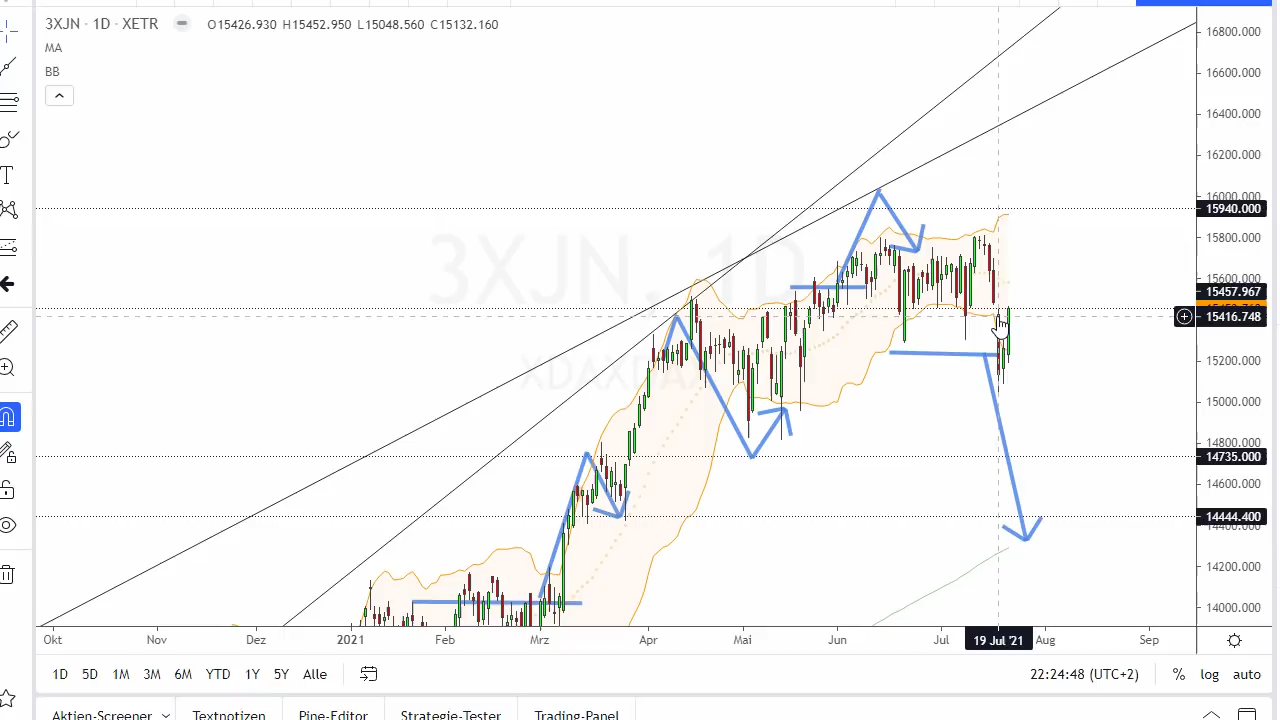 3XJN · 1D · XETR O15426.930 H15452.950 L15048.560 C15132.160
MA
BB
3XJN, 1D
16800.000
16600.000
16400.000
16200.000
16000.000
15940.000
15800.000
15600.000
15457.967
15416.748
15200.000
15000.000
14800.000
14735.000
14600.000
14444.400
14400.000
14200.000
14000.000
Okt Nov Dez 2021 Feb Mrz Apr Mai Jun Jul 19 Jul '21 Aug Sep
1D 5D 1M 3M 6M YTD 1Y 5Y Alle 22:24:48 (UTC+2) % log auto
Aktien-Screener Textnotizen Pine-Editor Strategie-Tester Trading-Panel